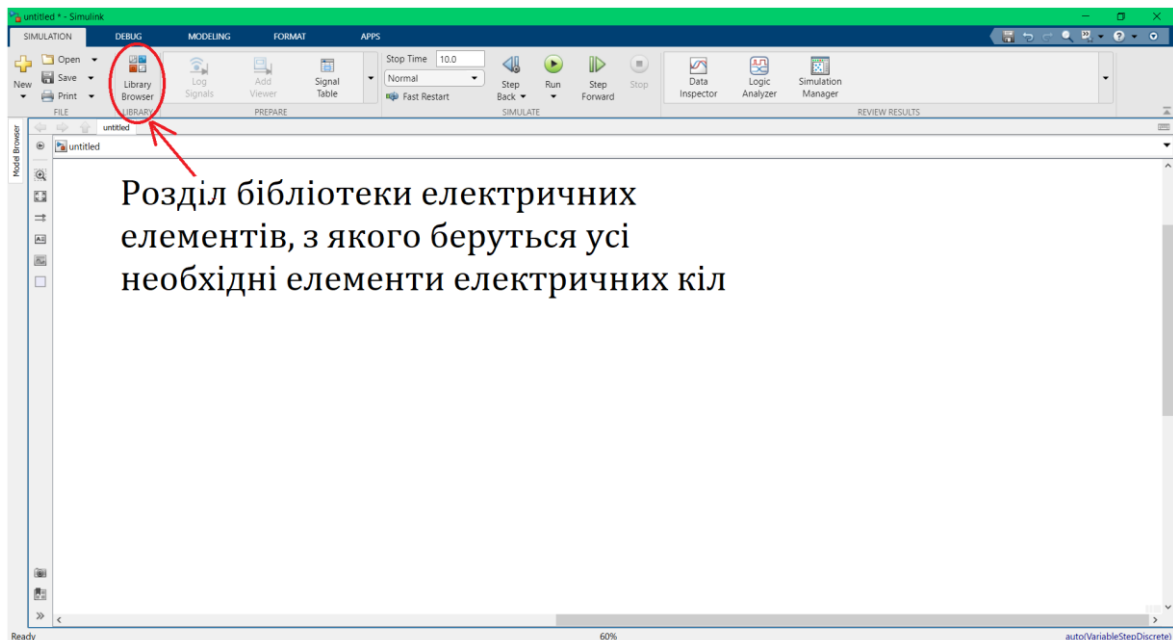 untitled * - Simulink
SIMULATION DEBUG MODELING FORMAT APPS
New
Open
Save
Print
FILE
Library Browser
LIBRARY
Log Signals
Add Viewer
Signal Table
PREPARE
Stop Time 10.0
Normal
Fast Restart
Step Back
Run
Step Forward
Stop
SIMULATE
Data Inspector
Logic Analyzer
Simulation Manager
REVIEW RESULTS
Model Browser
untitled
untitled
Розділ бібліотеки електричних
елементів, з якого беруться усі
необхідні елементи електричних кіл
Ready 60% auto(VariableStepDiscrete)